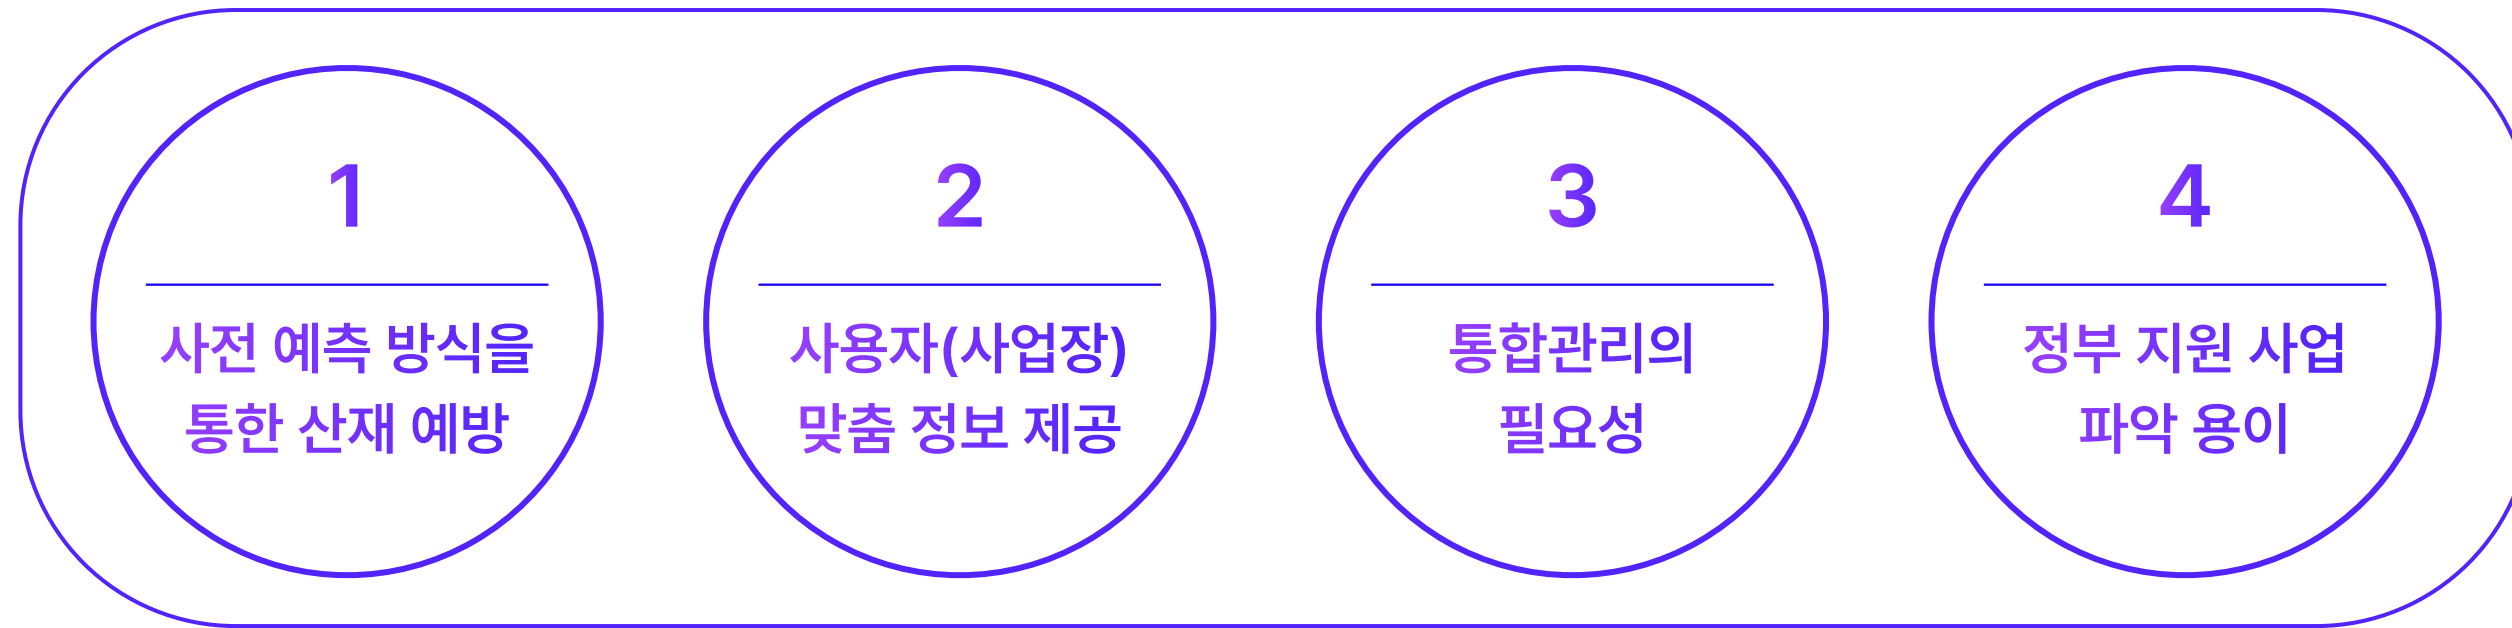 1
사전 예측 방식을
통한 산재예방
2
사용자(사업장)
맞춤정보 제공
3
통합관리
필요성
4
정부 지원사업
파악 용이